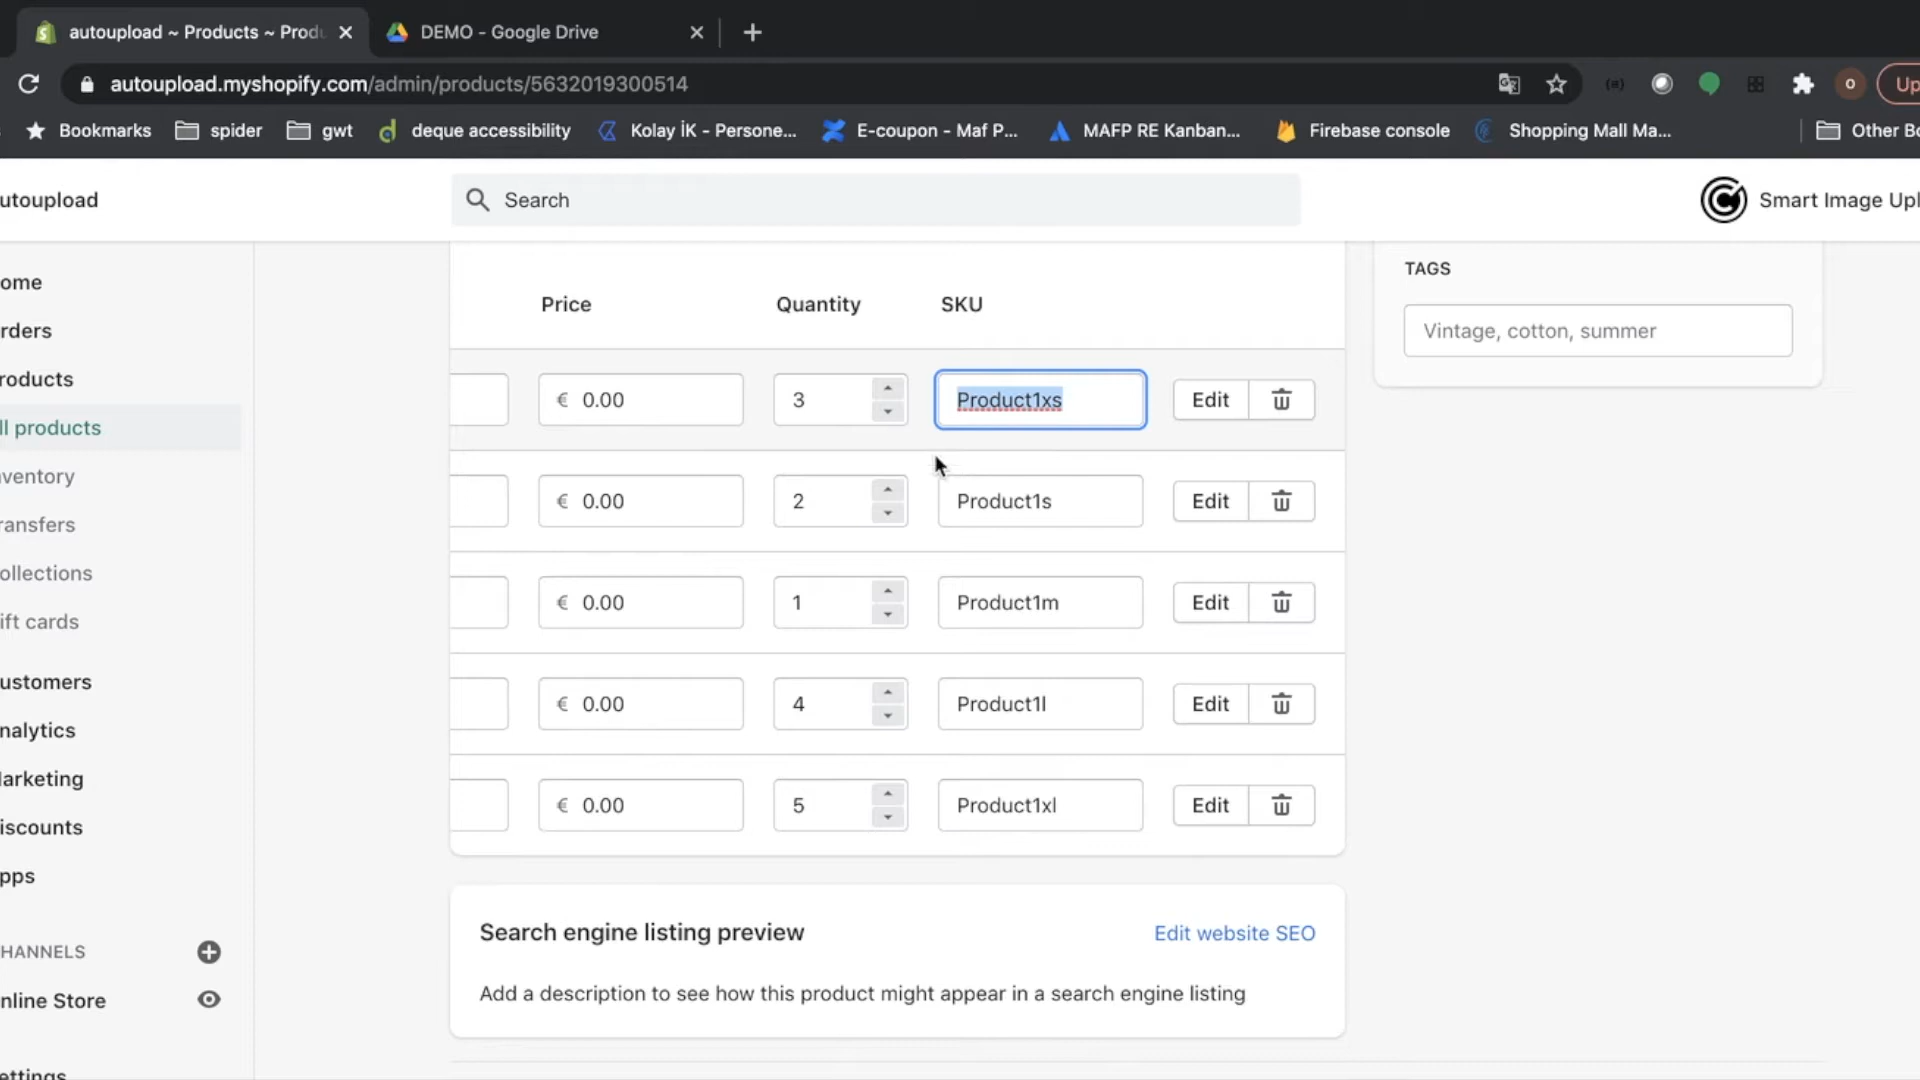 autoupload ~ Products ~ Produ
DEMO - Google Drive
autoupload.myshopify.com/admin/products/5632019300514
Up
Bookmarks
spider
gwt
deque accessibility
Kolay İK - Persone...
E-coupon - Maf P...
MAFP RE Kanban...
Firebase console
Shopping Mall Ma...
Other Bo
utoupload
Search
Smart Image Upl
ome
rders
roducts
ll products
ventory
ransfers
ollections
ift cards
ustomers
nalytics
larketing
iscounts
pps
HANNELS
nline Store
ettings
Price Quantity SKU
€ 0.00 3 Product1xs Edit
€ 0.00 2 Product1s Edit
€ 0.00 1 Product1m Edit
€ 0.00 4 Product1l Edit
€ 0.00 5 Product1xl Edit
TAGS
Vintage, cotton, summer
Search engine listing preview
Edit website SEO
Add a description to see how this product might appear in a search engine listing